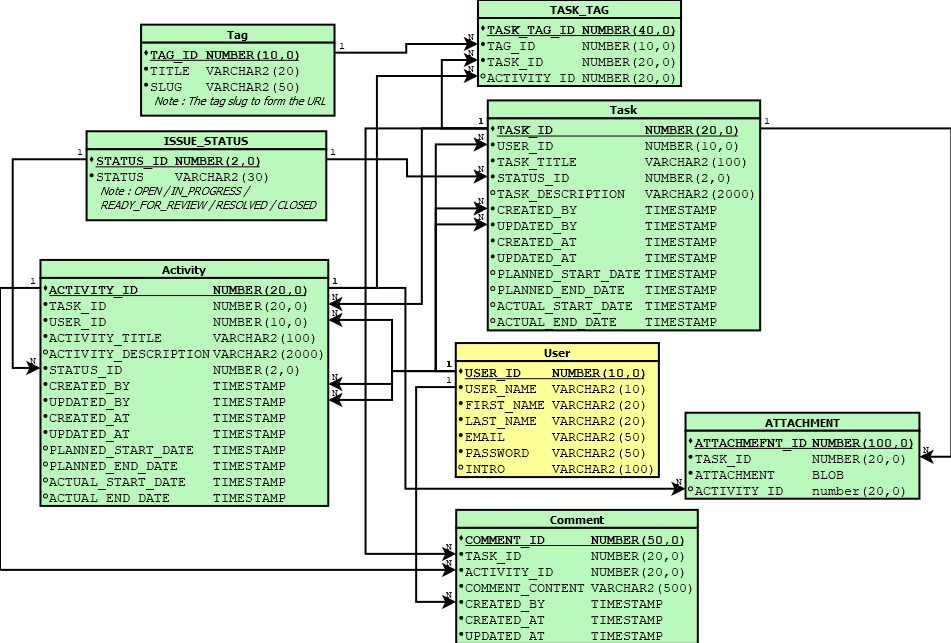 TASK_TAG
TASK_TAG_ID NUMBER(40,0)
TAG_ID NUMBER(10,0)
TASK_ID NUMBER(20,0)
ACTIVITY_ID NUMBER(20,0)
Tag
TAG_ID NUMBER(10,0)
TITLE VARCHAR2(20)
SLUG VARCHAR2(50)
Note : The tag slug to form the URL
1
N
N
N
Task
TASK_ID NUMBER(20,0)
USER_ID NUMBER(10,0)
TASK_TITLE VARCHAR2(100)
STATUS_ID NUMBER(2,0)
TASK_DESCRIPTION VARCHAR2(2000)
CREATED_BY TIMESTAMP
UPDATED_BY TIMESTAMP
CREATED_AT TIMESTAMP
UPDATED_AT TIMESTAMP
PLANNED_START_DATE TIMESTAMP
PLANNED_END_DATE TIMESTAMP
ACTUAL_START_DATE TIMESTAMP
ACTUAL_END_DATE TIMESTAMP
1
1
N
N
N
N
ISSUE_STATUS
STATUS_ID NUMBER(2,0)
STATUS VARCHAR2(30)
Note : OPEN / IN_PROGRESS /
READY_FOR_REVIEW / RESOLVED / CLOSED
1
1
Activity
ACTIVITY_ID NUMBER(20,0)
TASK_ID NUMBER(20,0)
USER_ID NUMBER(10,0)
ACTIVITY_TITLE VARCHAR2(100)
ACTIVITY_DESCRIPTION VARCHAR2(2000)
STATUS_ID NUMBER(2,0)
CREATED_BY TIMESTAMP
UPDATED_BY TIMESTAMP
CREATED_AT TIMESTAMP
UPDATED_AT TIMESTAMP
PLANNED_START_DATE TIMESTAMP
PLANNED_END_DATE TIMESTAMP
ACTUAL_START_DATE TIMESTAMP
ACTUAL_END_DATE TIMESTAMP
1
1
N
N
N
N
N
User
USER_ID NUMBER(10,0)
USER_NAME VARCHAR2(10)
FIRST_NAME VARCHAR2(20)
LAST_NAME VARCHAR2(20)
EMAIL VARCHAR2(50)
PASSWORD VARCHAR2(50)
INTRO VARCHAR2(100)
1
1
ATTACHMENT
ATTACHMEFNT_ID NUMBER(100,0)
TASK_ID NUMBER(20,0)
ATTACHMENT BLOB
ACTIVITY_ID number(20,0)
N
N
Comment
COMMENT_ID NUMBER(50,0)
TASK_ID NUMBER(20,0)
ACTIVITY_ID NUMBER(20,0)
COMMENT_CONTENT VARCHAR2(500)
CREATED_BY TIMESTAMP
CREATED_AT TIMESTAMP
UPDATED_AT TIMESTAMP
N
N
N